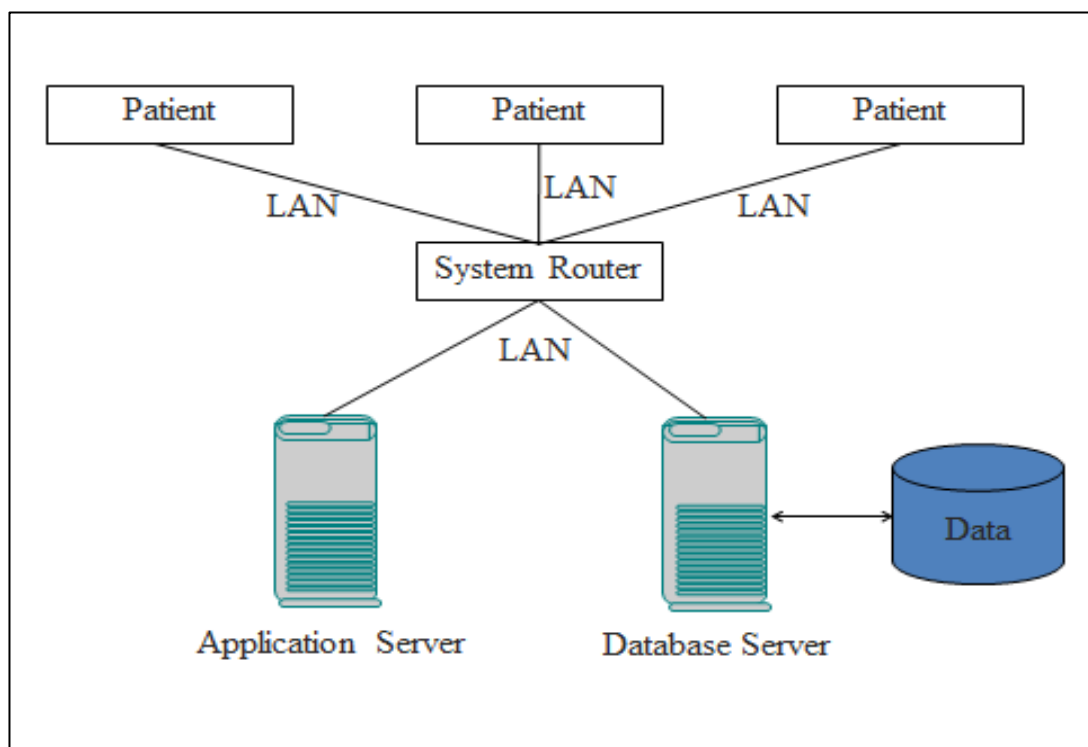 Patient
Patient
Patient
LAN
LAN
LAN
System Router
LAN
Data
Application Server
Database Server